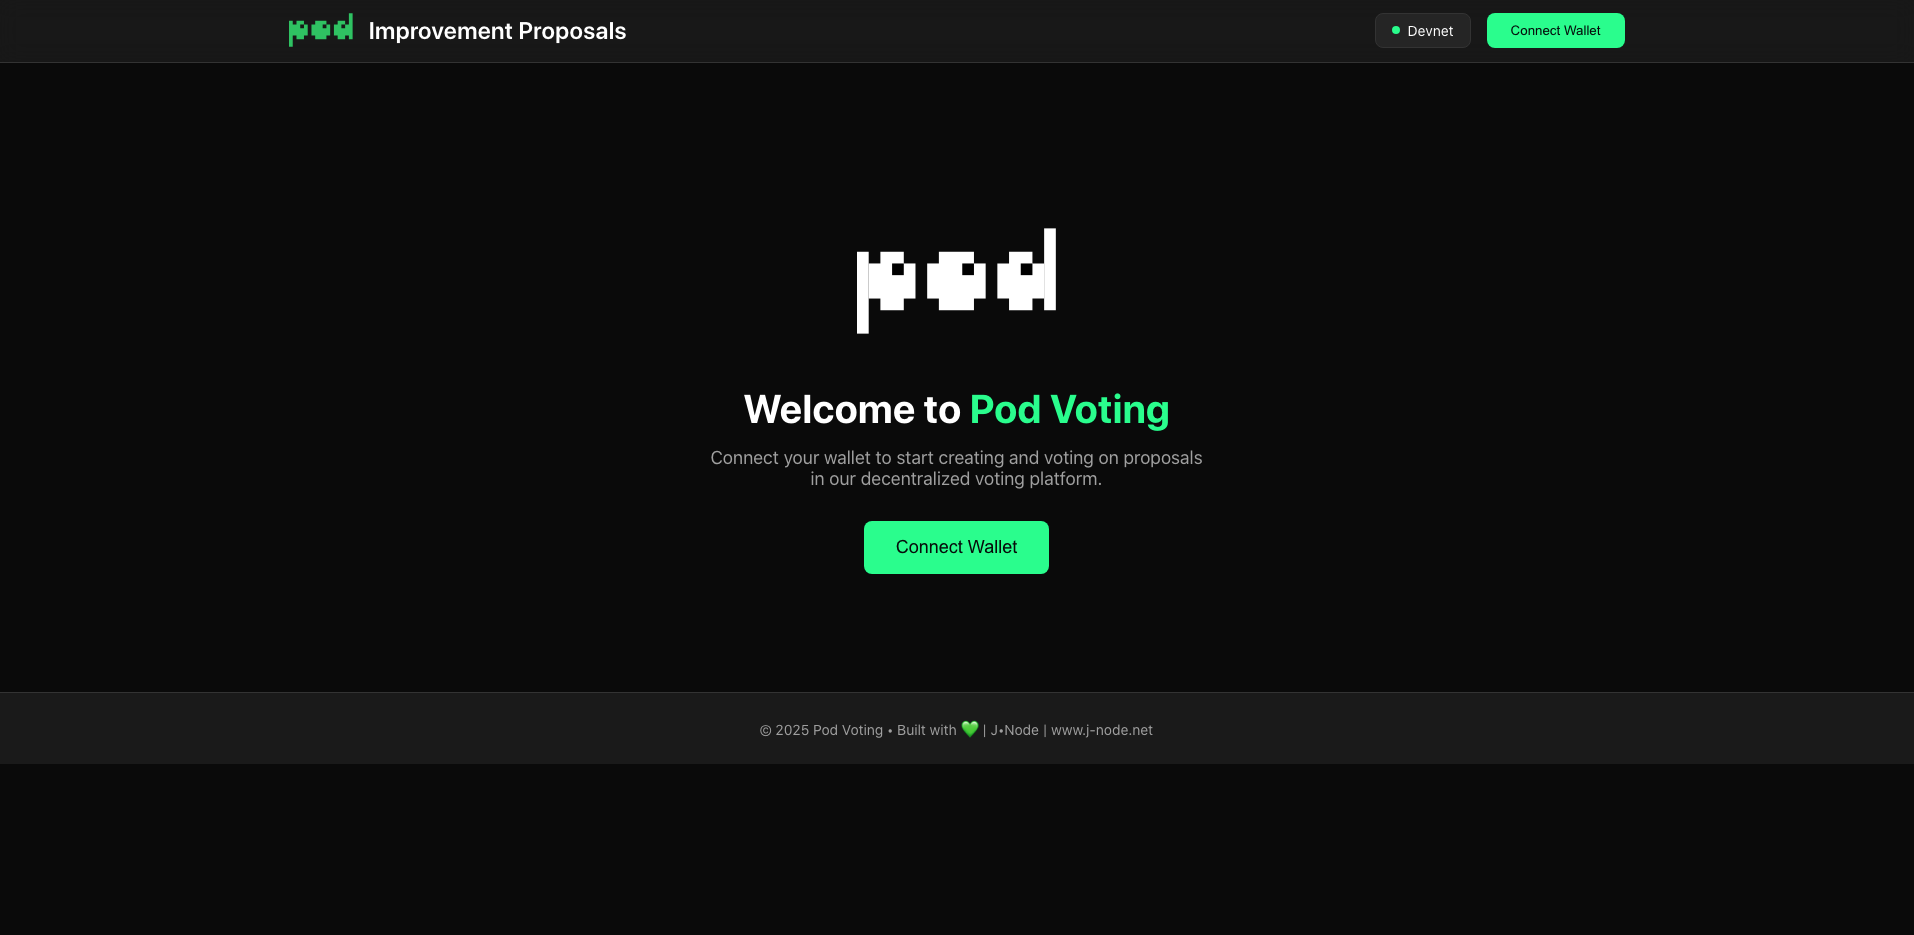 pod Improvement Proposals
Devnet
Connect Wallet
pod
Welcome to Pod Voting
Connect your wallet to start creating and voting on proposals
in our decentralized voting platform.
Connect Wallet
© 2025 Pod Voting • Built with 💚 | J•Node | www.j-node.net